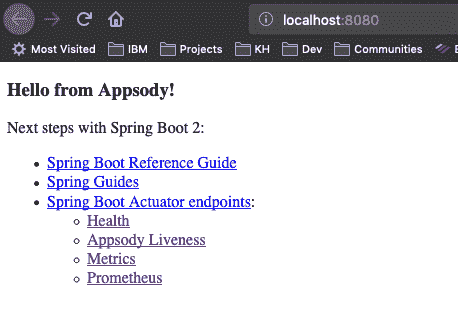 localhost:8080
Most Visited IBM Projects KH Dev Communities
Hello from Appsody!
Next steps with Spring Boot 2:
Spring Boot Reference Guide
Spring Guides
Spring Boot Actuator endpoints:
Health
Appsody Liveness
Metrics
Prometheus